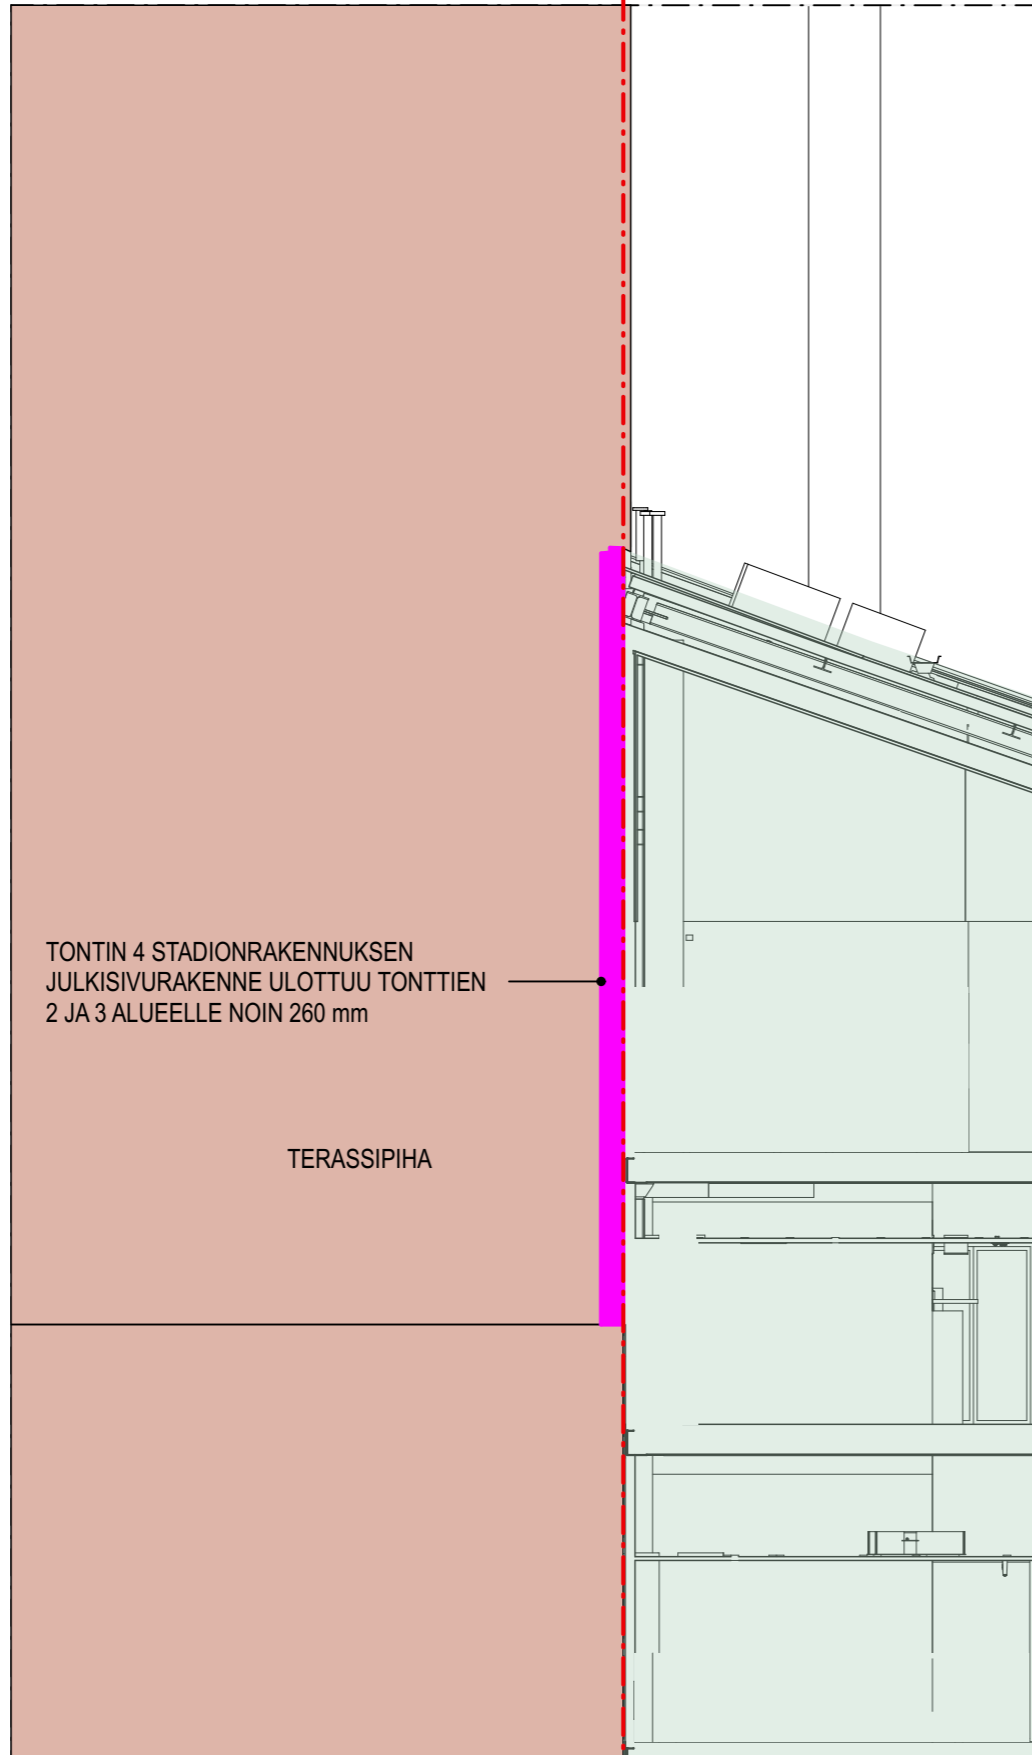 TONTIN 4 STADIONRAKENNUKSEN
JULKISIVURAKENNE ULOTTUU TONTTIEN
2 JA 3 ALUEELLE NOIN 260 mm
TERASSIPIHA